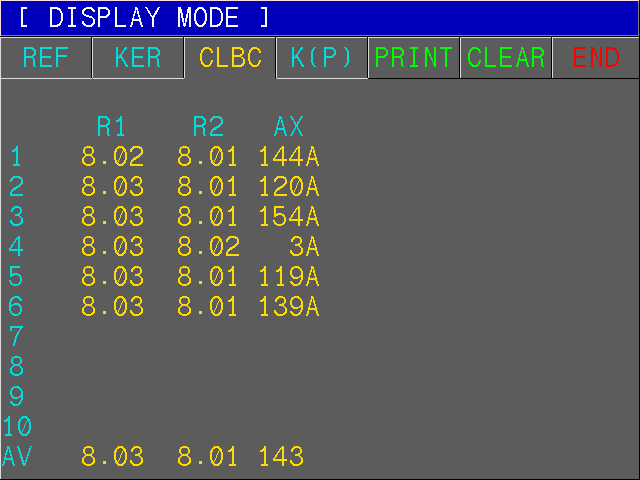 [ DISPLAY MODE ]
REF KER CLBC K(P) PRINT CLEAR END
R1 R2 AX
1 8.02 8.01 144A
2 8.03 8.01 120A
3 8.03 8.01 154A
4 8.03 8.02 3A
5 8.03 8.01 119A
6 8.03 8.01 139A
7
8
9
10
AV 8.03 8.01 143